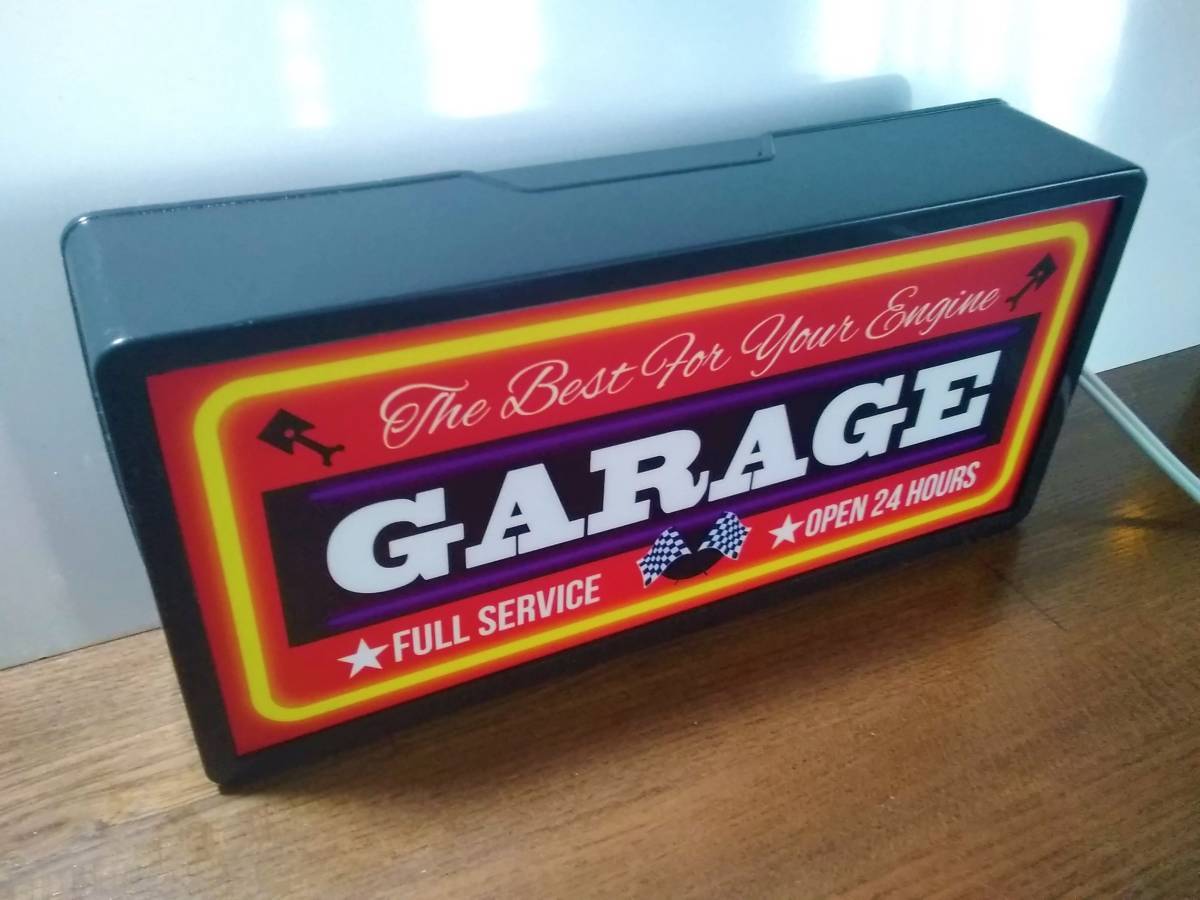 The Best For Your Engine
GARAGE
★FULL SERVICE ★OPEN 24 HOURS